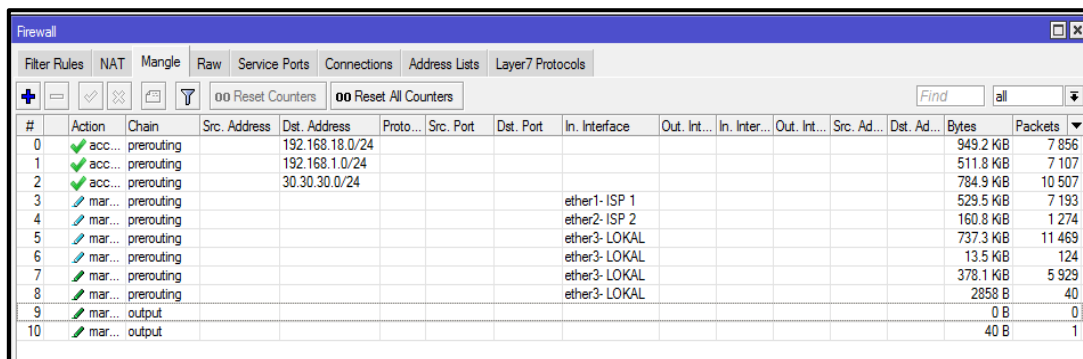 Firewall
Filter Rules NAT Mangle Raw Service Ports Connections Address Lists Layer7 Protocols
00 Reset Counters 00 Reset All Counters Find all
# Action Chain Src. Address Dst. Address Proto... Src. Port Dst. Port In. Interface Out. Int... In. Inter... Out. Int... Src. Ad... Dst. Ad... Bytes Packets
0 acc... prerouting 192.168.18.0/24 949.2 KiB 7 856
1 acc... prerouting 192.168.1.0/24 511.8 KiB 7 107
2 acc... prerouting 30.30.30.0/24 784.9 KiB 10 507
3 mar... prerouting ether1- ISP 1 529.5 KiB 7 193
4 mar... prerouting ether2- ISP 2 160.8 KiB 1 274
5 mar... prerouting ether3- LOKAL 737.3 KiB 11 469
6 mar... prerouting ether3- LOKAL 13.5 KiB 124
7 mar... prerouting ether3- LOKAL 378.1 KiB 5 929
8 mar... prerouting ether3- LOKAL 2858 B 40
9 mar... output 0 B 0
10 mar... output 40 B 1